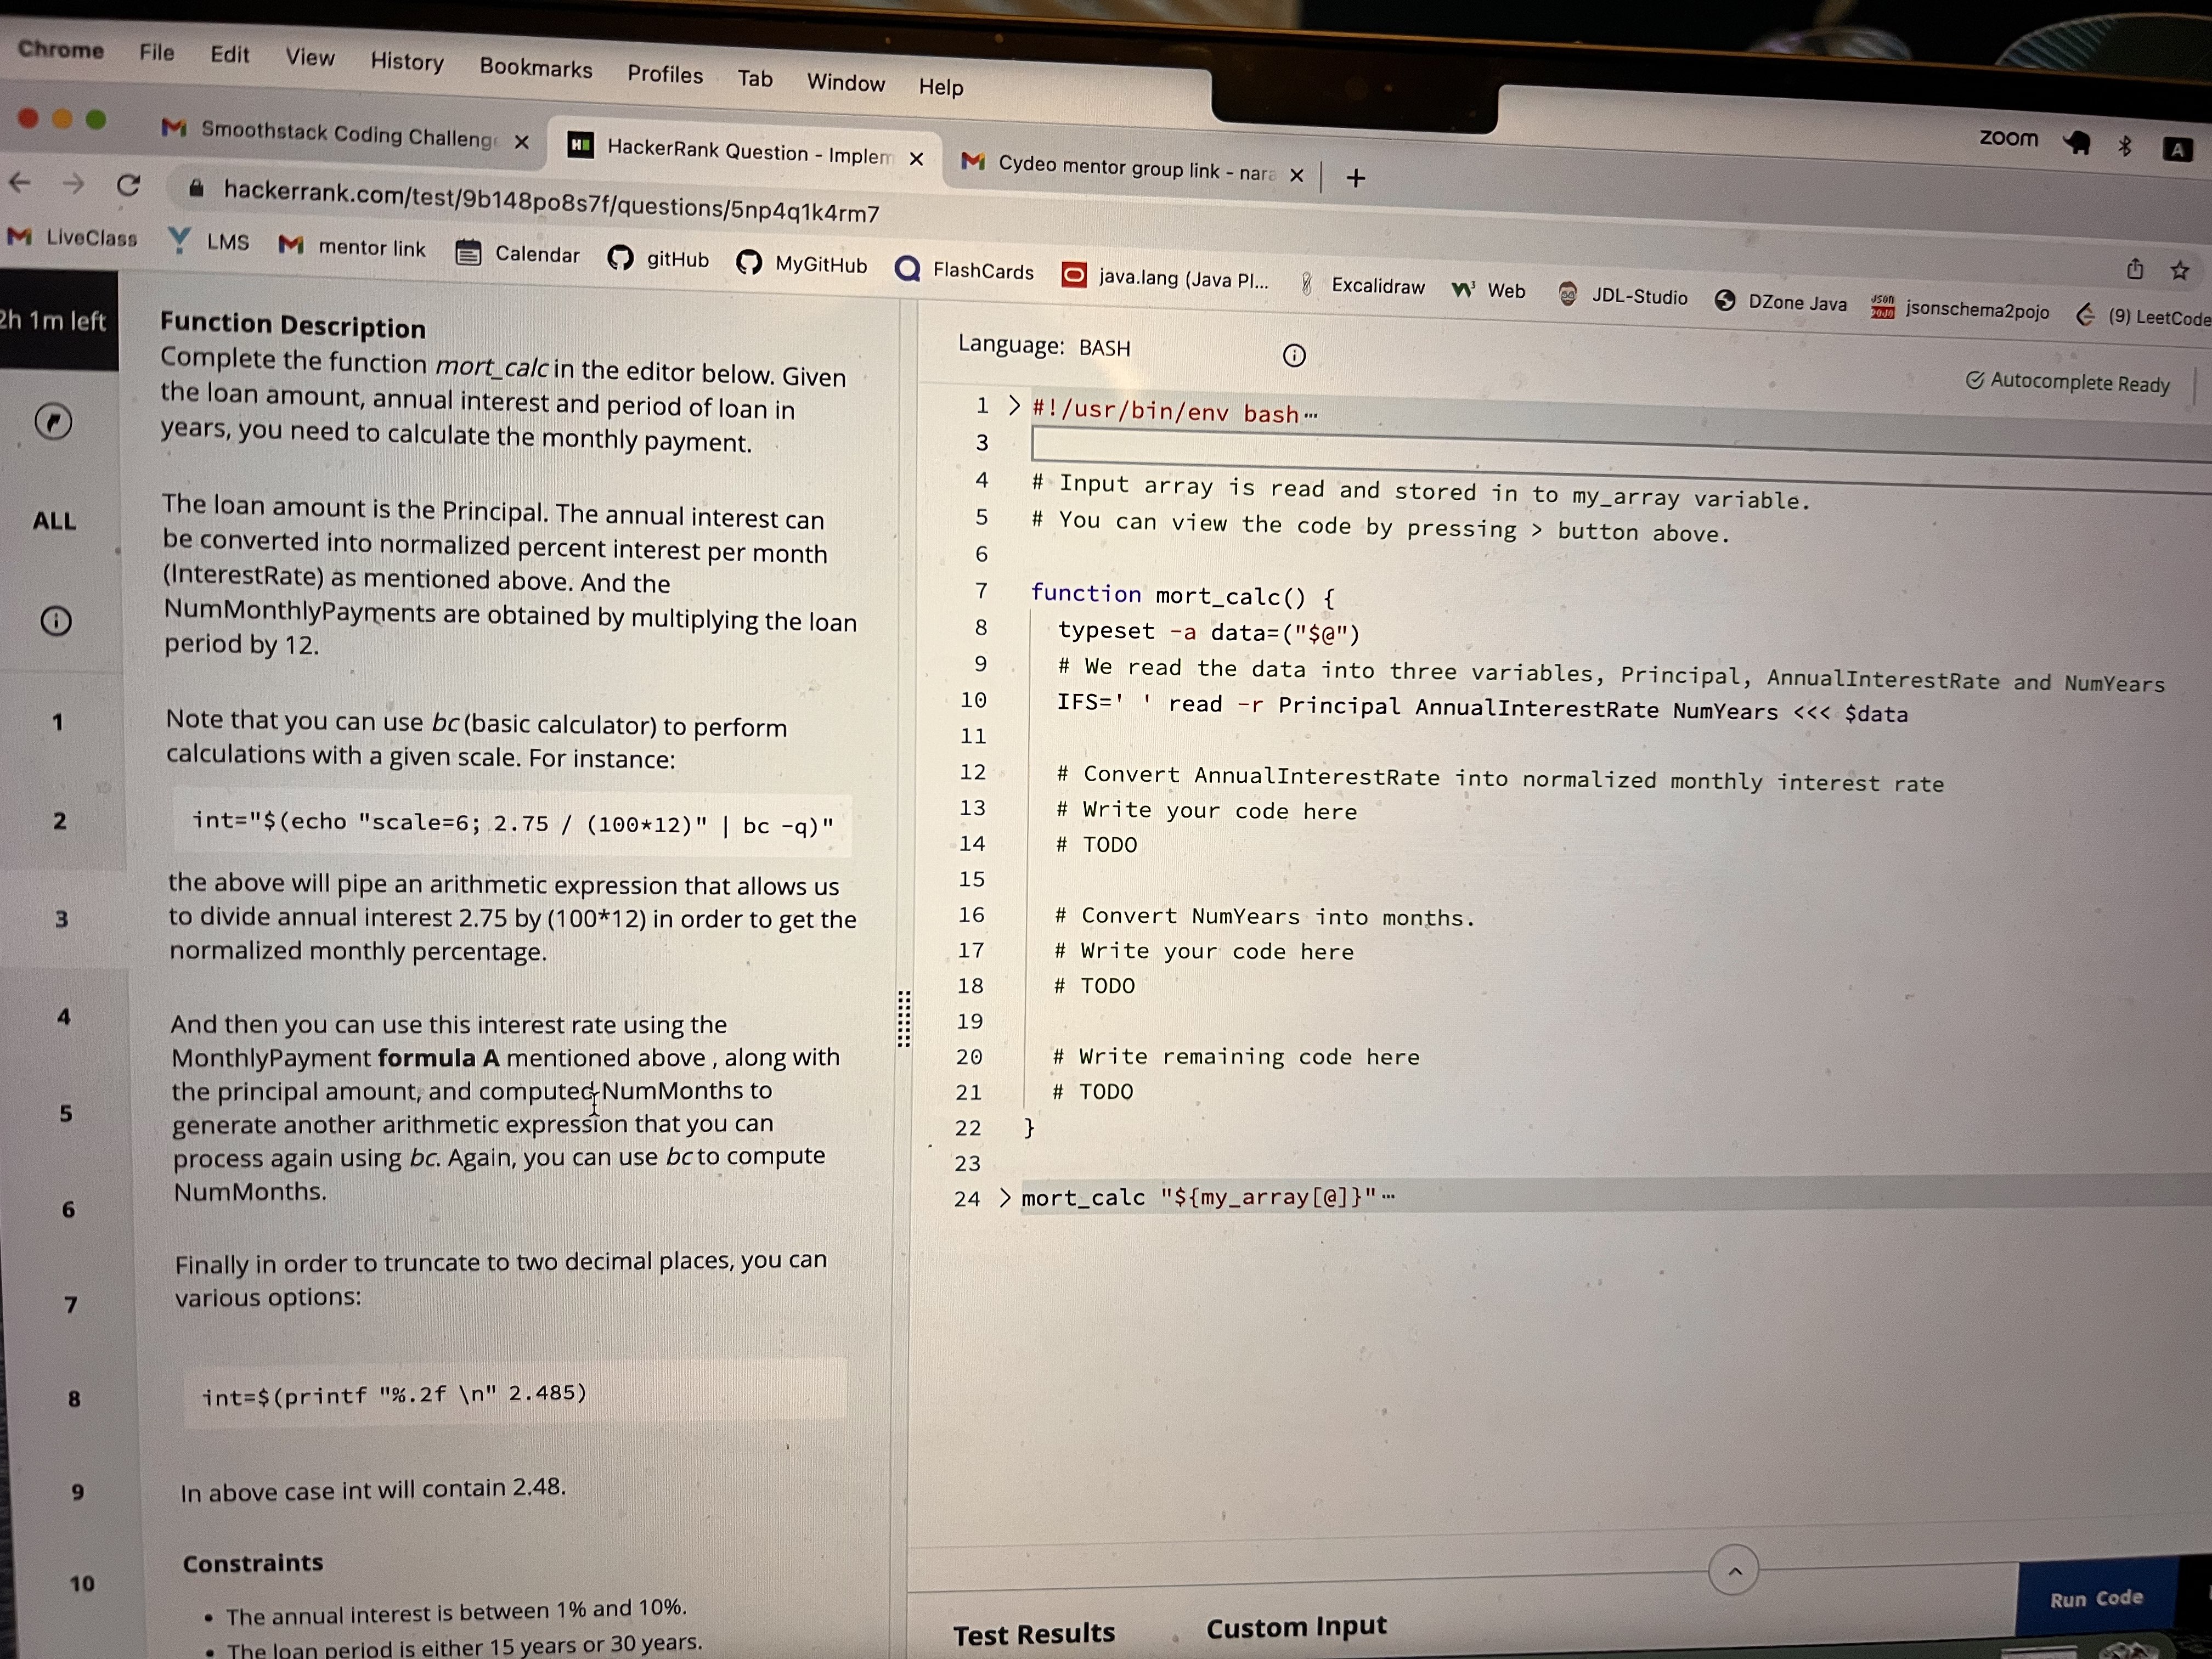 Chrome File Edit View History Bookmarks Profiles Tab Window Help
zoom A
Smoothstack Coding Challenge
HackerRank Question - Implem
Cydeo mentor group link - nara
hackerrank.com/test/9b148po8s7f/questions/5np4q1k4rm7
LiveClass LMS mentor link Calendar gitHub MyGitHub FlashCards java.lang (Java Pl... Excalidraw Web JDL-Studio DZone Java jsonschema2pojo (9) LeetCode
2h 1m left
ALL
1
2
3
4
5
6
7
8
9
10
Function Description
Complete the function mort_calc in the editor below. Given
the loan amount, annual interest and period of loan in
years, you need to calculate the monthly payment.
The loan amount is the Principal. The annual interest can
be converted into normalized percent interest per month
(InterestRate) as mentioned above. And the
NumMonthlyPayments are obtained by multiplying the loan
period by 12.
Note that you can use bc (basic calculator) to perform
calculations with a given scale. For instance:
int="$(echo "scale=6; 2.75 / (100*12)" | bc -q)"
the above will pipe an arithmetic expression that allows us
to divide annual interest 2.75 by (100*12) in order to get the
normalized monthly percentage.
And then you can use this interest rate using the
MonthlyPayment formula A mentioned above , along with
the principal amount, and computed NumMonths to
generate another arithmetic expression that you can
process again using bc. Again, you can use bc to compute
NumMonths.
Finally in order to truncate to two decimal places, you can
various options:
int=$(printf "%.2f \n" 2.485)
In above case int will contain 2.48.
Constraints
• The annual interest is between 1% and 10%.
• The loan period is either 15 years or 30 years.
Language: BASH
Autocomplete Ready
1 > #!/usr/bin/env bash…
3
4 # Input array is read and stored in to my_array variable.
5 # You can view the code by pressing > button above.
6
7 function mort_calc() {
8 typeset -a data=("$@")
9 # We read the data into three variables, Principal, AnnualInterestRate and NumYears
10 IFS=' ' read -r Principal AnnualInterestRate NumYears <<< $data
11
12 # Convert AnnualInterestRate into normalized monthly interest rate
13 # Write your code here
14 # TODO
15
16 # Convert NumYears into months.
17 # Write your code here
18 # TODO
19
20 # Write remaining code here
21 # TODO
22 }
23
24 > mort_calc "${my_array[@]}"…
Test Results Custom Input
Run Code